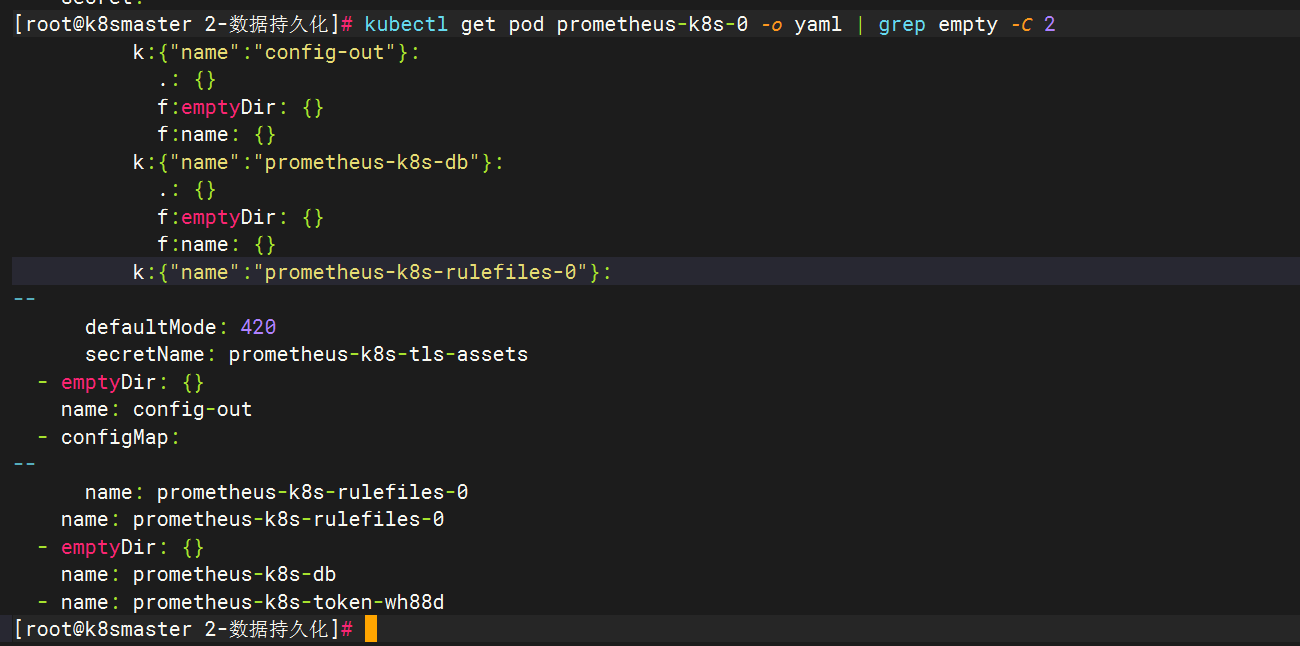 secret:
[root@k8smaster 2-数据持久化]# kubectl get pod prometheus-k8s-0 -o yaml | grep empty -C 2
          k:{"name":"config-out"}:
            .: {}
            f:emptyDir: {}
            f:name: {}
          k:{"name":"prometheus-k8s-db"}:
            .: {}
            f:emptyDir: {}
            f:name: {}
          k:{"name":"prometheus-k8s-rulefiles-0"}:
--
      defaultMode: 420
      secretName: prometheus-k8s-tls-assets
  - emptyDir: {}
    name: config-out
  - configMap:
--
      name: prometheus-k8s-rulefiles-0
    name: prometheus-k8s-rulefiles-0
  - emptyDir: {}
    name: prometheus-k8s-db
  - name: prometheus-k8s-token-wh88d
[root@k8smaster 2-数据持久化]#